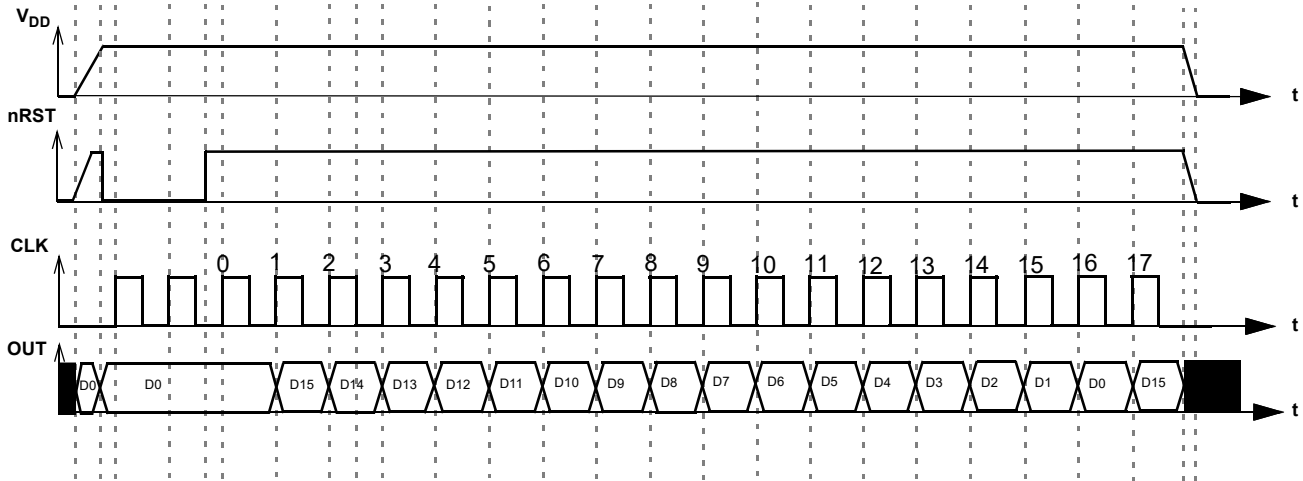 VDD
t
nRST
t
CLK
0 1 2 3 4 5 6 7 8 9 10 11 12 13 14 15 16 17
t
OUT
D0 D0 D15 D14 D13 D12 D11 D10 D9 D8 D7 D6 D5 D4 D3 D2 D1 D0 D15
t